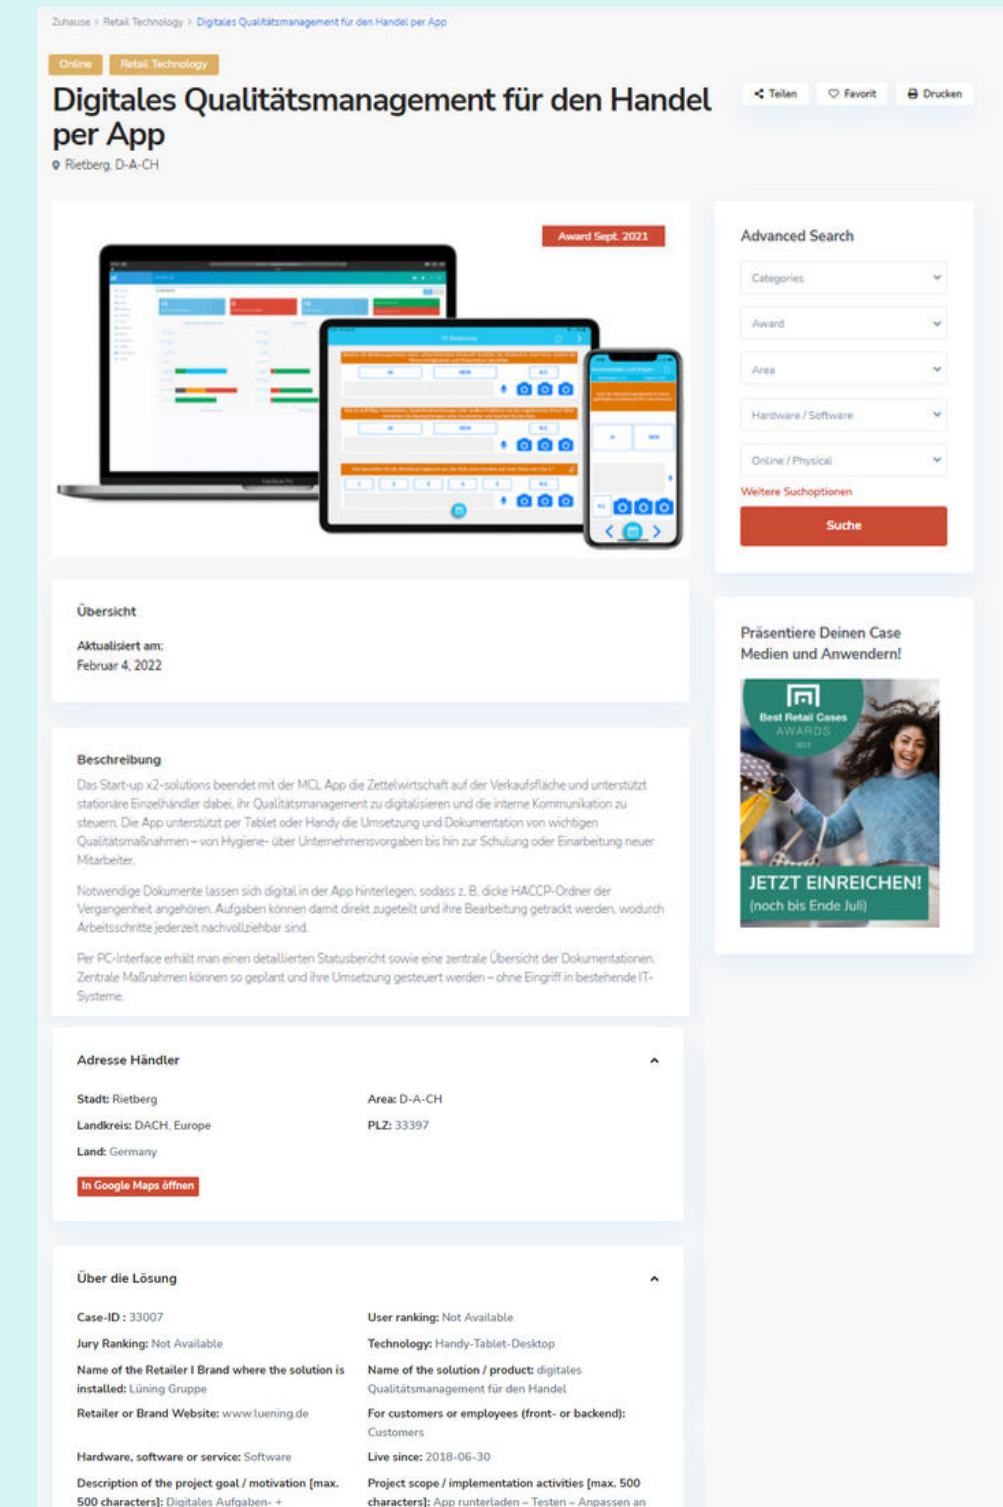 Zuhause > Retail Technology > Digitales Qualitätsmanagement für den Handel per App
Online Retail Technology
Digitales Qualitätsmanagement für den Handel
per App
Teilen Favorit Drucken
Rietberg, D-A-CH
Award Sept. 2021
Advanced Search
Categories
Award
Area
Hardware / Software
Online / Physical
Weitere Suchoptionen
Suche
Übersicht
Aktualisiert am:
Februar 4, 2022
Präsentiere Deinen Case
Medien und Anwendern!
Best Retail Cases
AWARDS
JETZT EINREICHEN!
(noch bis Ende Juli)
Beschreibung
Das Start-up x2-solutions beendet mit der MCL App die Zettelwirtschaft auf der Verkaufsfläche und unterstützt
stationäre Einzelhändler dabei, ihr Qualitätsmanagement zu digitalisieren und die interne Kommunikation zu
steuern. Die App unterstützt per Tablet oder Handy die Umsetzung und Dokumentation von wichtigen
Qualitätsmaßnahmen – von Hygiene- über Unternehmensvorgaben bis hin zur Schulung oder Einarbeitung neuer
Mitarbeiter.
Notwendige Dokumente lassen sich digital in der App hinterlegen, sodass z. B. dicke HACCP-Ordner der
Vergangenheit angehören. Aufgaben können damit direkt zugeteilt und ihre Bearbeitung getrackt werden, wodurch
Arbeitsschritte jederzeit nachvollziehbar sind.
Per PC-Interface erhält man einen detaillierten Statusbericht sowie eine zentrale Übersicht der Dokumentationen.
Zentrale Maßnahmen können so geplant und ihre Umsetzung gesteuert werden – ohne Eingriff in bestehende IT-
Systeme.
Adresse Händler
Stadt: Rietberg
Area: D-A-CH
Landkreis: DACH, Europe
PLZ: 33397
Land: Germany
In Google Maps öffnen
Über die Lösung
Case-ID : 33007
User ranking: Not Available
Jury Ranking: Not Available
Technology: Handy-Tablet-Desktop
Name of the Retailer I Brand where the solution is
installed: Lüning Gruppe
Name of the solution / product: digitales
Qualitätsmanagement für den Handel
Retailer or Brand Website: www.luening.de
For customers or employees (front- or backend):
Customers
Hardware, software or service: Software
Live since: 2018-06-30
Description of the project goal / motivation [max.
500 characters]: Digitales Aufgaben- +
Project scope / implementation activities [max. 500
characters]: App runterladen – Testen – Anpassen an